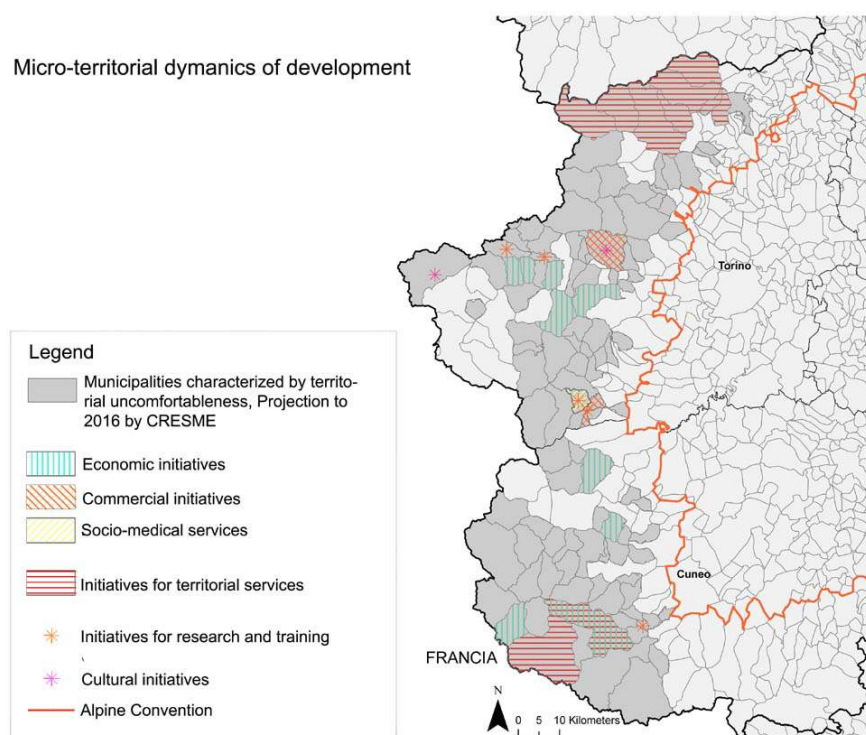 Micro-territorial dymanics of development
Torino
Legend
Municipalities characterized by territo-
rial uncomfortableness, Projection to
2016 by CRESME
Economic initiatives
Commercial initiatives
Socio-medical services
Initiatives for territorial services
Initiatives for research and training
Cultural initiatives
Alpine Convention
Cuneo
FRANCIA
N
0 5 10 Kilometers